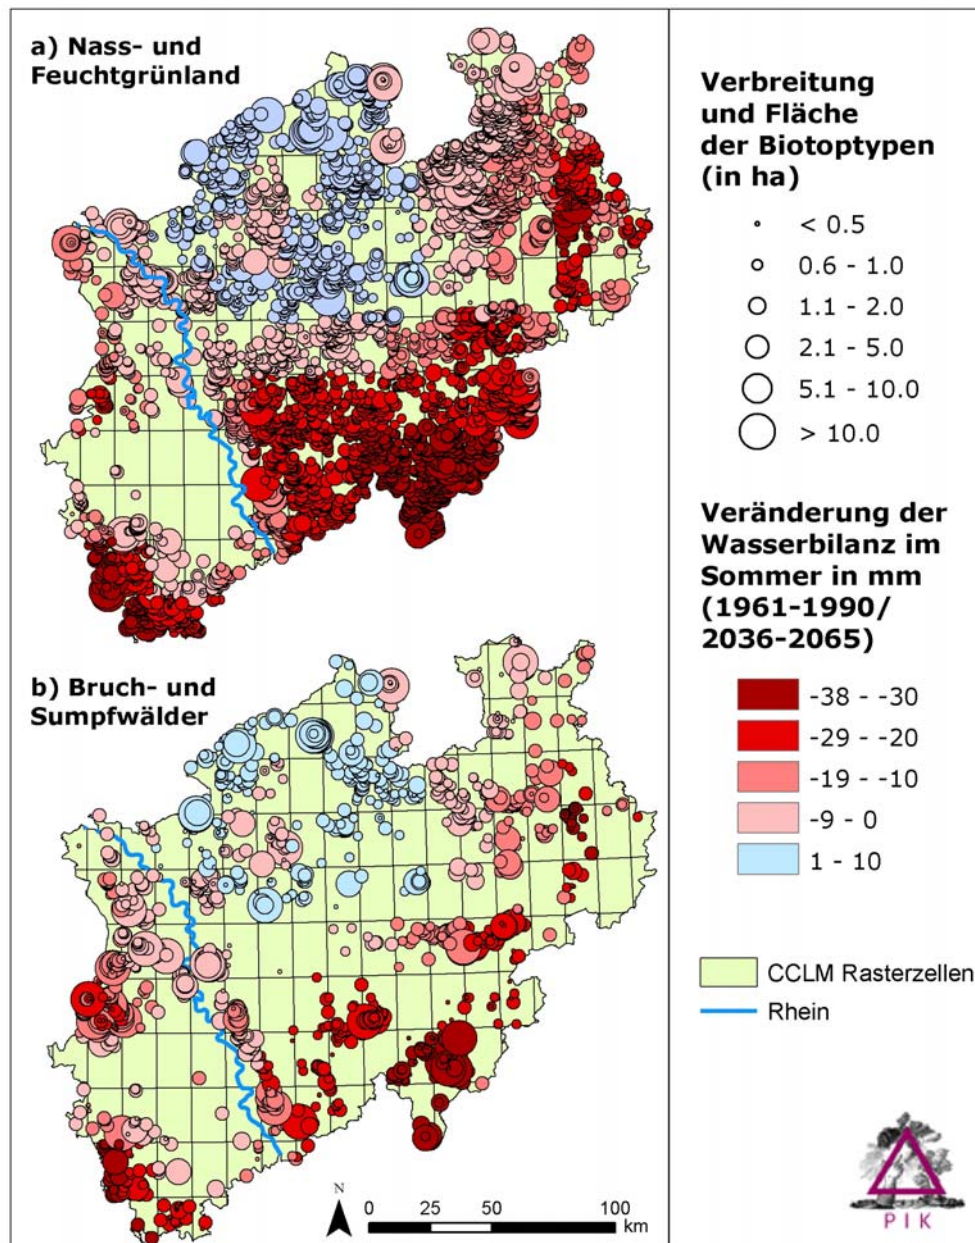 a) Nass- und
Feuchtgrünland
b) Bruch- und
Sumpfwälder
N
0 50 100
km
Verbreitung
und Fläche
der Biotoptypen
(in ha)
< 0.5
0.6 - 1.0
1.1 - 2.0
2.1 - 5.0
5.1 - 10.0
> 10.0
Veränderung der
Wasserbilanz im
Sommer in mm
(1961-1990/
2036-2065)
-38 - -30
-29 - -20
-19 - -10
-9 - 0
1 - 10
CCLM Rasterzellen
Rhein
PIK